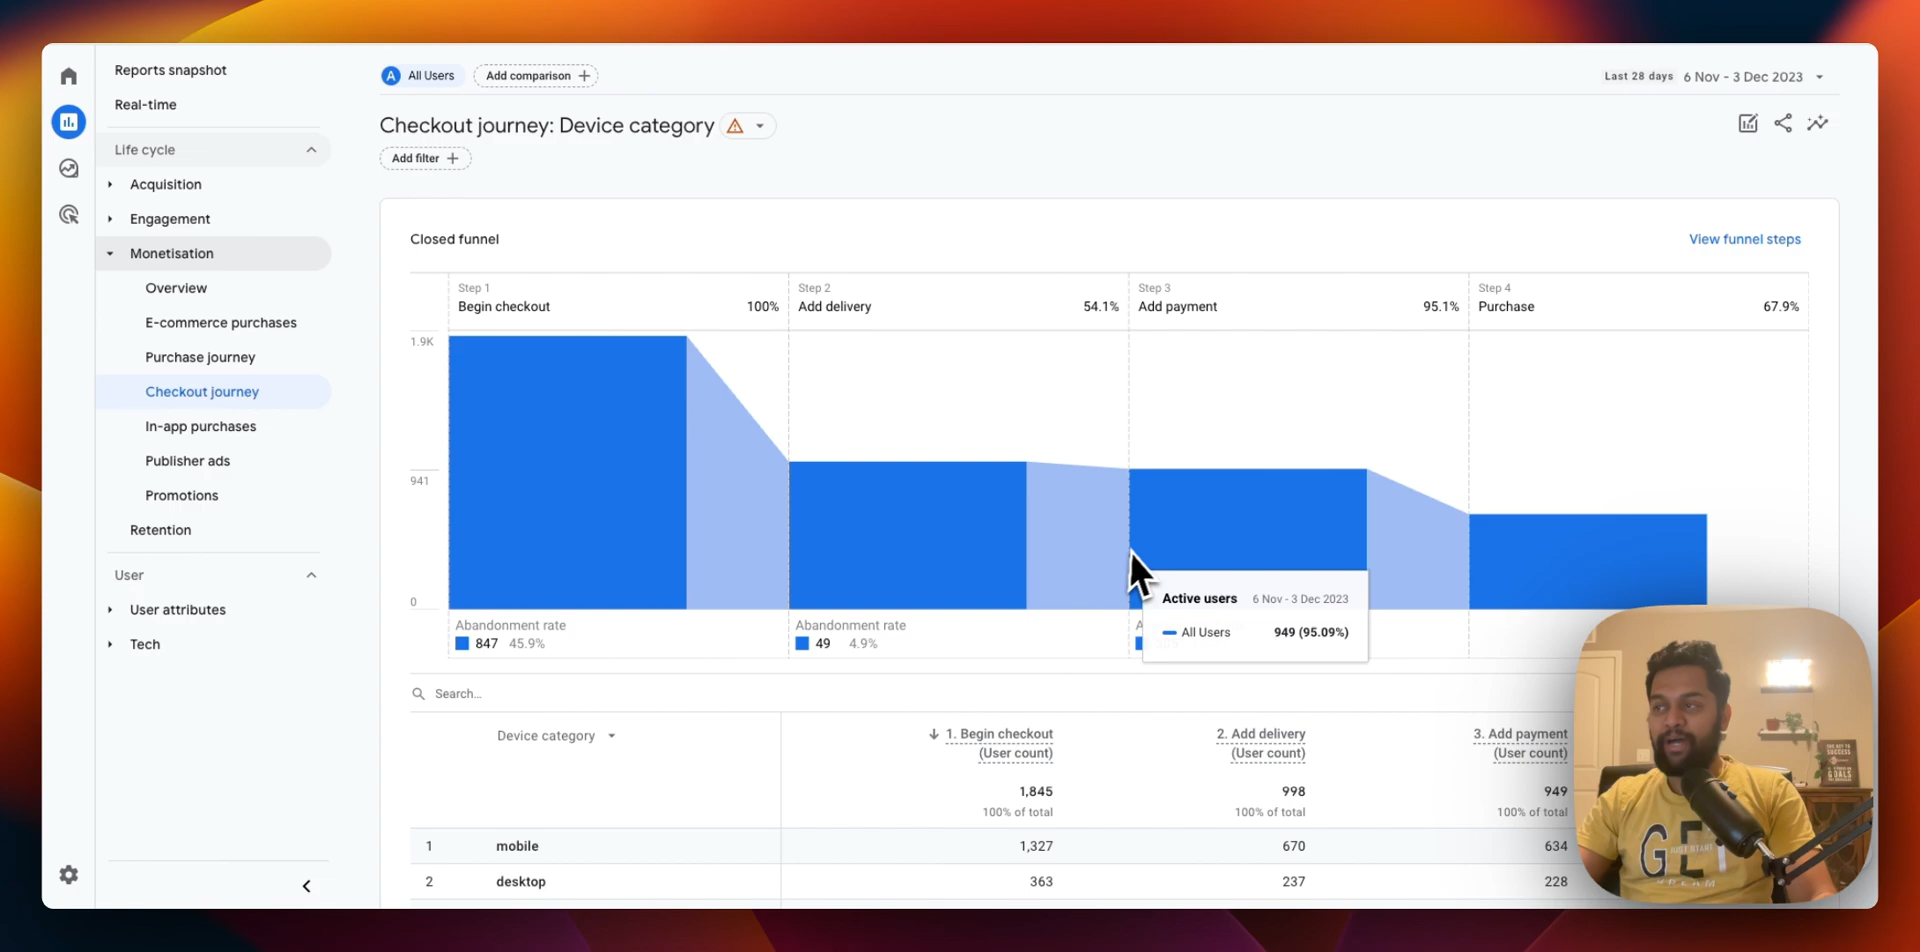 Reports snapshot
Real-time
Life cycle
Acquisition
Engagement
Monetisation
Overview
E-commerce purchases
Purchase journey
Checkout journey
In-app purchases
Publisher ads
Promotions
Retention
User
User attributes
Tech
A All Users Add comparison +
Last 28 days 6 Nov - 3 Dec 2023
Checkout journey: Device category
Add filter +
Closed funnel
View funnel steps
Step 1
Begin checkout 100%
Step 2
Add delivery 54.1%
Step 3
Add payment 95.1%
Step 4
Purchase 67.9%
1.9K
941
0
Abandonment rate
847 45.9%
Abandonment rate
49 4.9%
A
Active users 6 Nov - 3 Dec 2023
All Users 949 (95.09%)
Search...
Device category
1. Begin checkout
(User count)
2. Add delivery
(User count)
3. Add payment
(User count)
1,845 998 949
100% of total 100% of total 100% of total
1 mobile 1,327 670 634
2 desktop 363 237 228
THE KEY TO
SUCCESS
GOALS
GET
DREAM